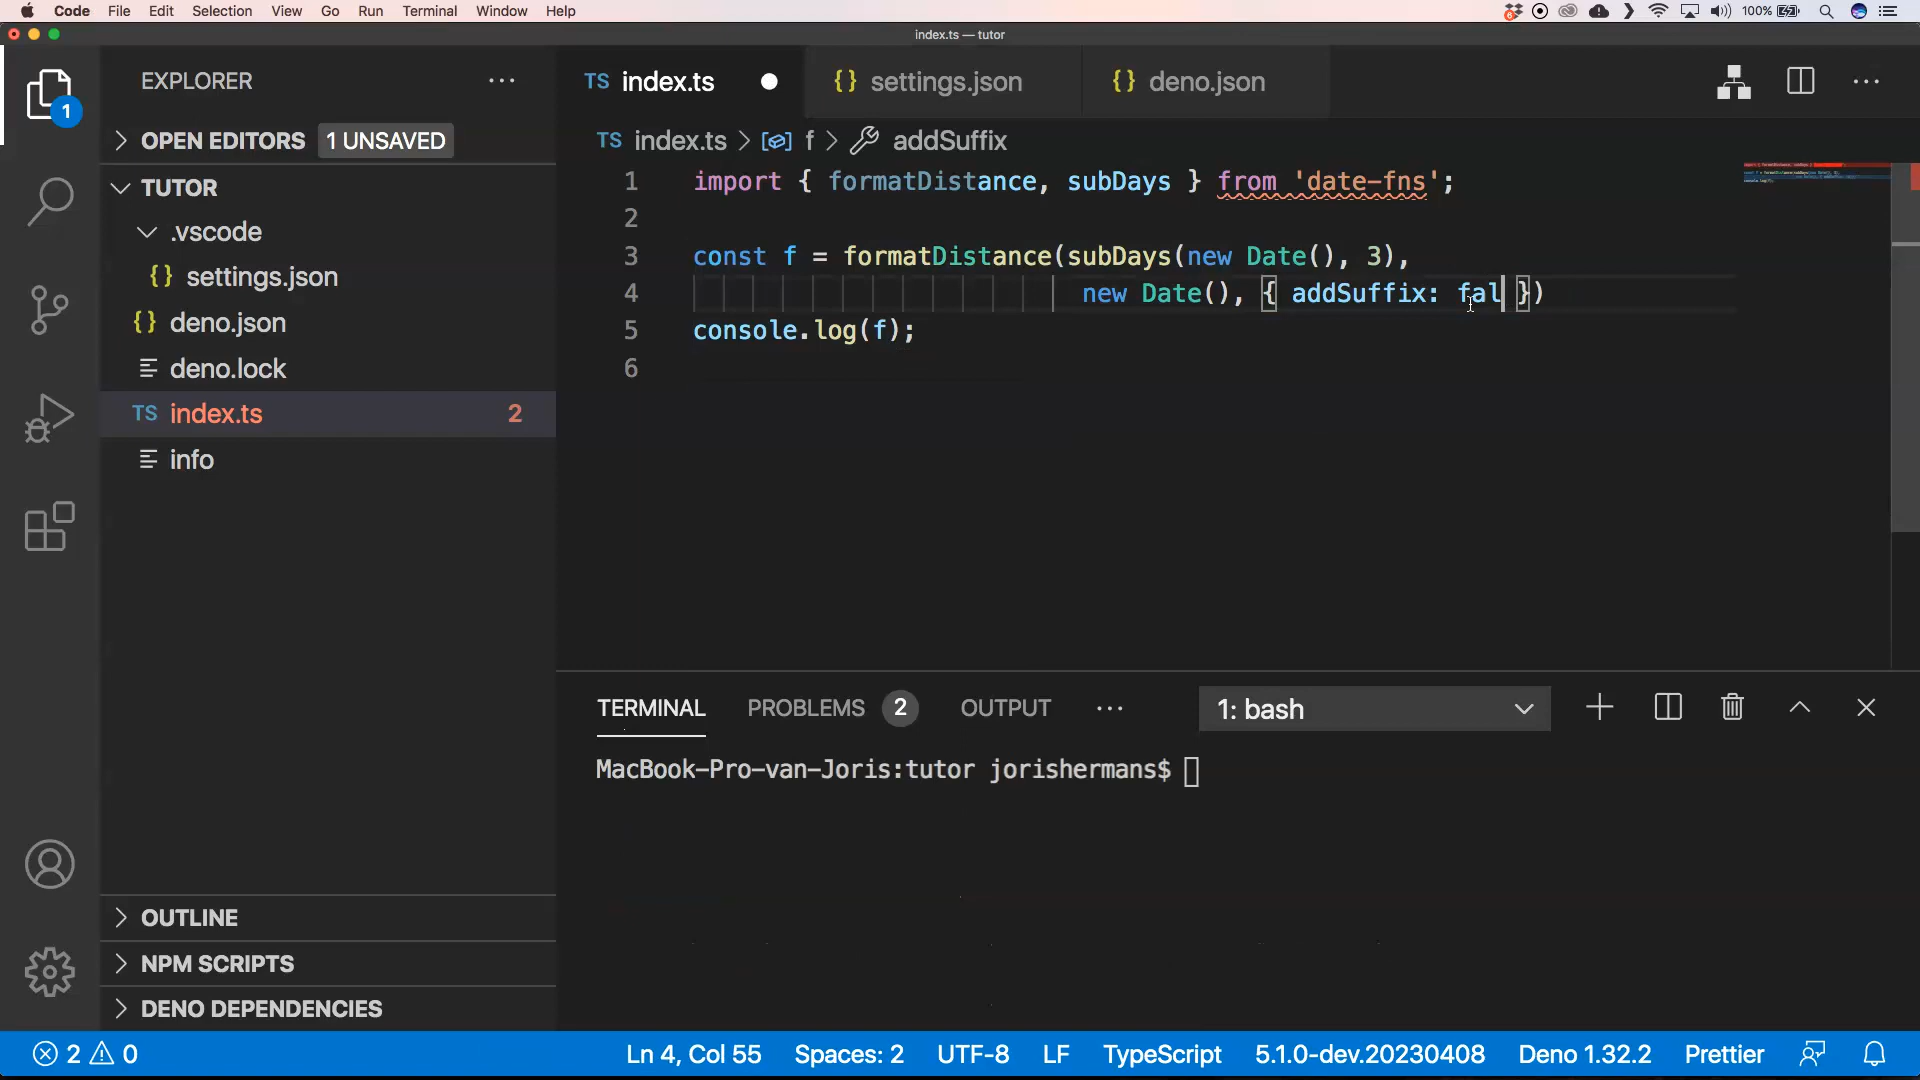 Code File Edit Selection View Go Run Terminal Window Help 6 100%
index.ts — tutor
EXPLORER
TS index.ts
{} settings.json
{} deno.json
1
OPEN EDITORS 1 UNSAVED
TS index.ts > f > addSuffix
TUTOR
.vscode
{} settings.json
{} deno.json
deno.lock
TS index.ts 2
info
1 import { formatDistance, subDays } from 'date-fns';
2
3 const f = formatDistance(subDays(new Date(), 3),
4 new Date(), { addSuffix: fal })
5 console.log(f);
6
TERMINAL PROBLEMS 2 OUTPUT 1: bash
MacBook-Pro-van-Joris:tutor jorishermans$
OUTLINE
NPM SCRIPTS
DENO DEPENDENCIES
2 0 Ln 4, Col 55 Spaces: 2 UTF-8 LF TypeScript 5.1.0-dev.20230408 Deno 1.32.2 Prettier